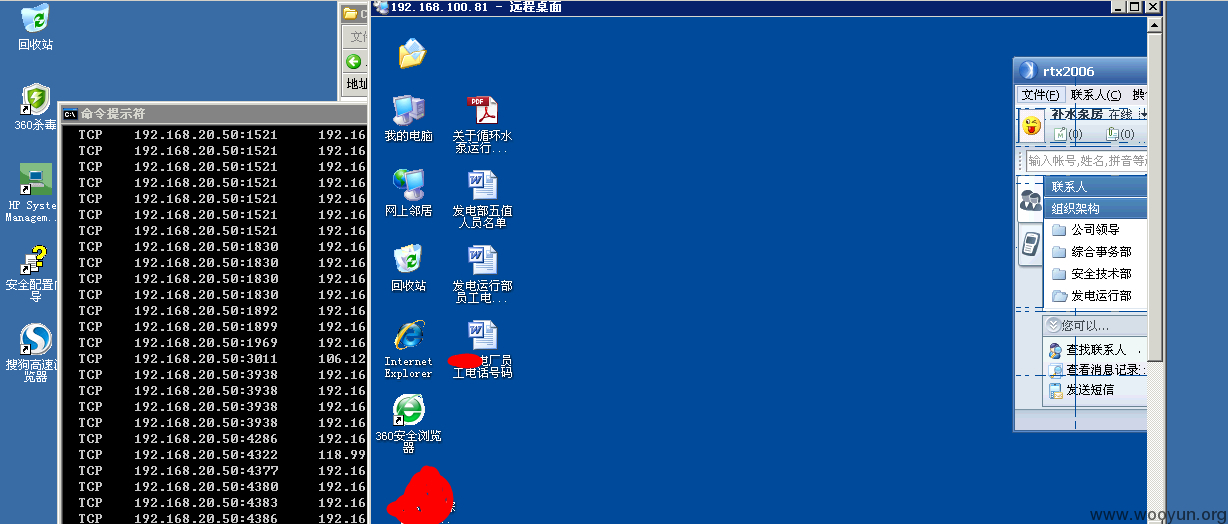 192.168.100.81 - 远程桌面
回收站
360杀毒
HP Syste
Managem..
安全配置向
导
搜狗高速浏
览器
文件
地址
命令提示符
TCP 192.168.20.50:1521 192.16
TCP 192.168.20.50:1521 192.16
TCP 192.168.20.50:1521 192.16
TCP 192.168.20.50:1521 192.16
TCP 192.168.20.50:1521 192.16
TCP 192.168.20.50:1521 192.16
TCP 192.168.20.50:1521 192.16
TCP 192.168.20.50:1830 192.16
TCP 192.168.20.50:1830 192.16
TCP 192.168.20.50:1830 192.16
TCP 192.168.20.50:1830 192.16
TCP 192.168.20.50:1892 192.16
TCP 192.168.20.50:1899 192.16
TCP 192.168.20.50:1969 192.16
TCP 192.168.20.50:3011 106.12
TCP 192.168.20.50:3938 192.16
TCP 192.168.20.50:3938 192.16
TCP 192.168.20.50:3938 192.16
TCP 192.168.20.50:3938 192.16
TCP 192.168.20.50:4286 192.16
TCP 192.168.20.50:4322 118.99
TCP 192.168.20.50:4377 192.16
TCP 192.168.20.50:4380 192.16
TCP 192.168.20.50:4383 192.16
TCP 192.168.20.50:4386 192.16
我的电脑
网上邻居
回收站
Internet
Explorer
360安全浏览
器
PDF
关于循环水
泵运行...
发电部五值
人员名单
发电运行部
员工电...
电厂员
工电话号码
rtx2006
文件(F) 联系人(C) 操
补水泵房 在线
(0) (0)
输入帐号,姓名,拼音等
联系人
组织架构
公司领导
综合事务部
安全技术部
发电运行部
您可以...
查找联系人
查看消息记录
发送短信
www.wooyun.org